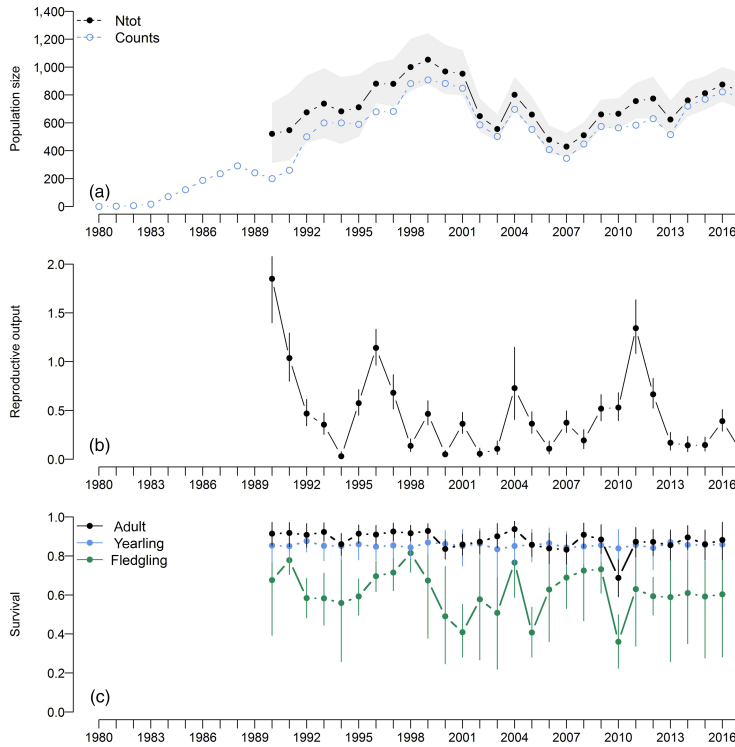 Ntot
Counts
1,400
1,200
1,000
800
600
400
200
0
Population size
(a)
1980 1983 1986 1989 1992 1995 1998 2001 2004 2007 2010 2013 2016
2.0
1.5
1.0
0.5
0.0
Reproductive output
(b)
1980 1983 1986 1989 1992 1995 1998 2001 2004 2007 2010 2013 2016
Adult
Yearling
Fledgling
1.0
0.8
0.6
0.4
0.2
0.0
Survival
(c)
1980 1983 1986 1989 1992 1995 1998 2001 2004 2007 2010 2013 2016